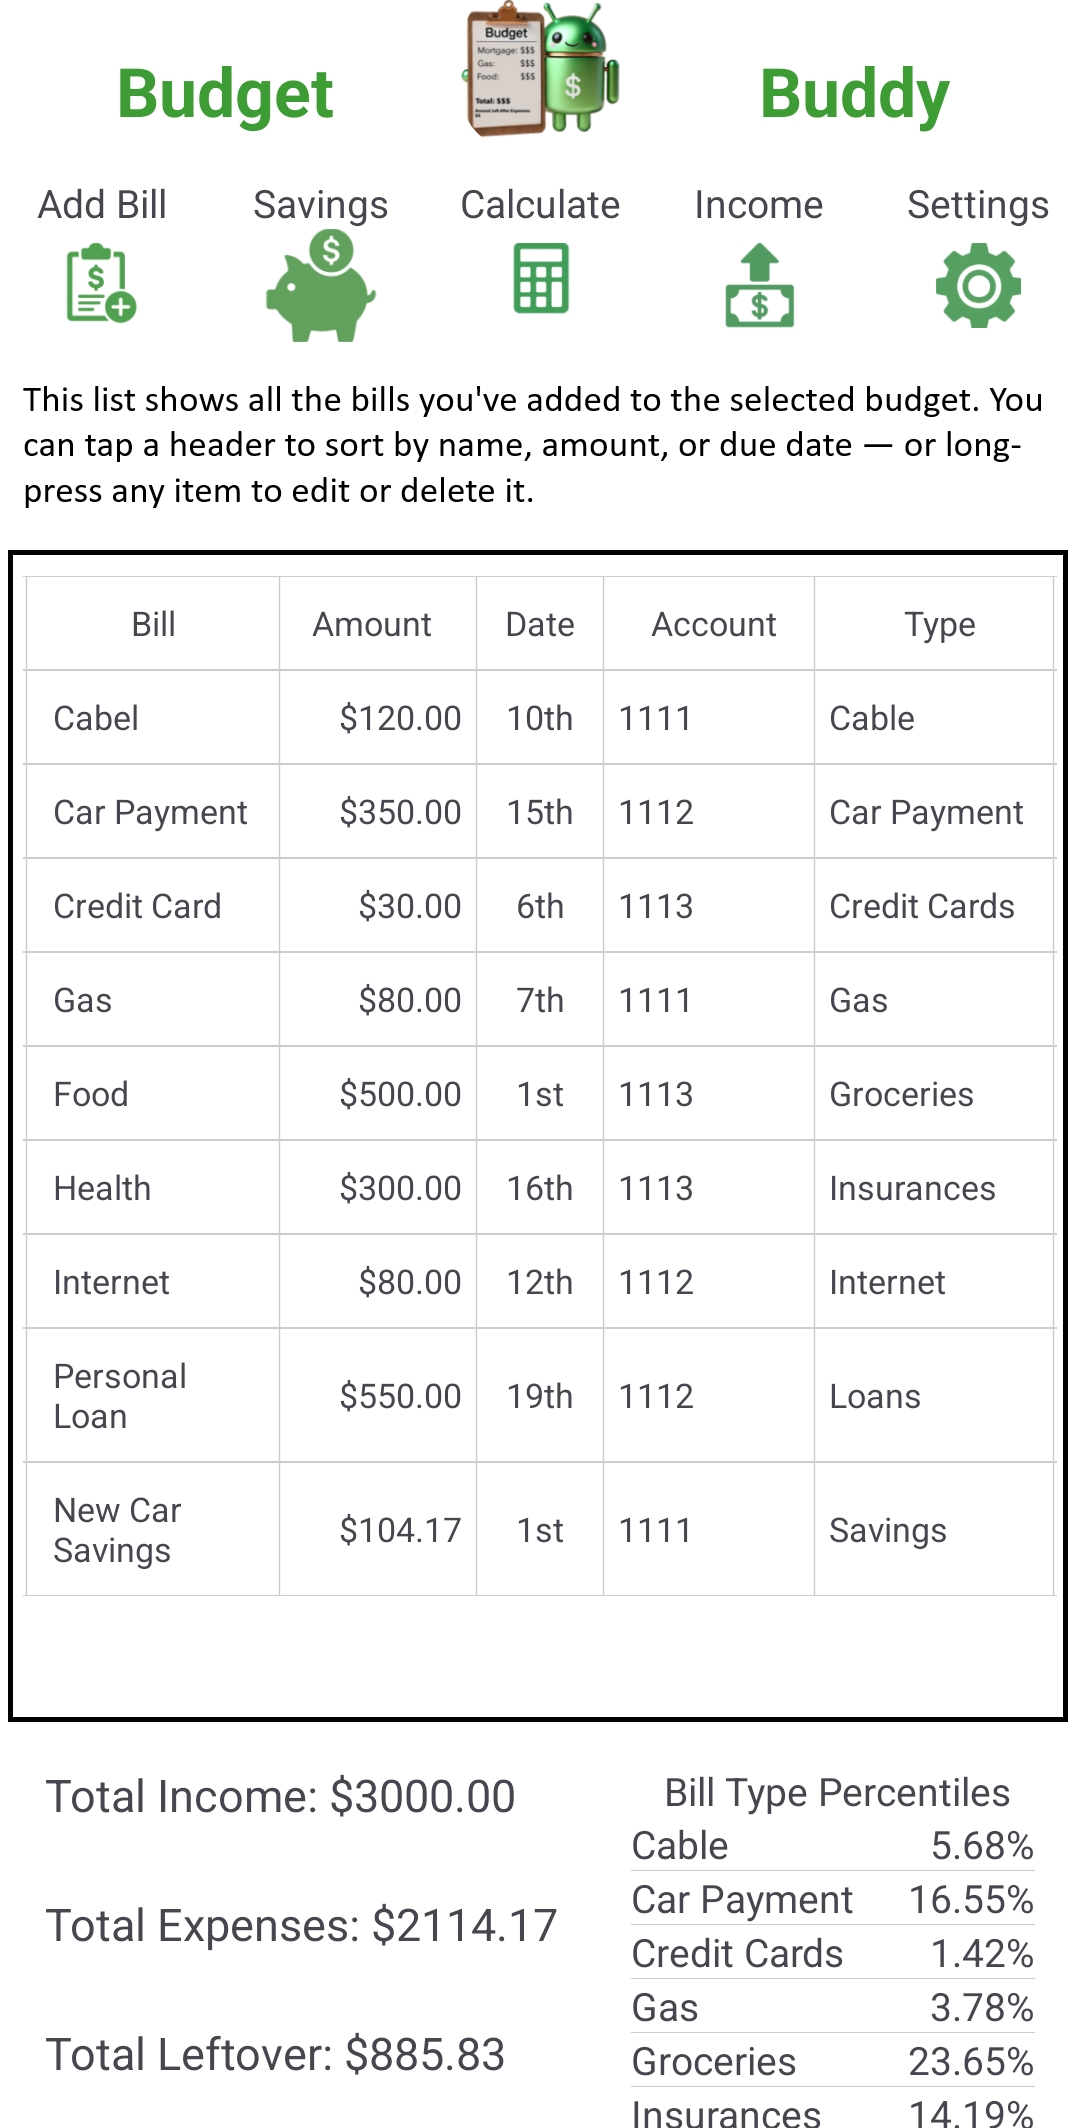 Budget
Budget
Mortgage: $$$
Gas: $$$
Food: $$$
Total: $$$
Amount Left After Expenses:
$$
$
Buddy
Add Bill Savings Calculate Income Settings
$ $ $
This list shows all the bills you've added to the selected budget. You
can tap a header to sort by name, amount, or due date — or long-
press any item to edit or delete it.
Bill Amount Date Account Type
Cabel $120.00 10th 1111 Cable
Car Payment $350.00 15th 1112 Car Payment
Credit Card $30.00 6th 1113 Credit Cards
Gas $80.00 7th 1111 Gas
Food $500.00 1st 1113 Groceries
Health $300.00 16th 1113 Insurances
Internet $80.00 12th 1112 Internet
Personal
Loan $550.00 19th 1112 Loans
New Car
Savings $104.17 1st 1111 Savings
Total Income: $3000.00
Total Expenses: $2114.17
Total Leftover: $885.83
Bill Type Percentiles
Cable 5.68%
Car Payment 16.55%
Credit Cards 1.42%
Gas 3.78%
Groceries 23.65%
Insurances 14.19%